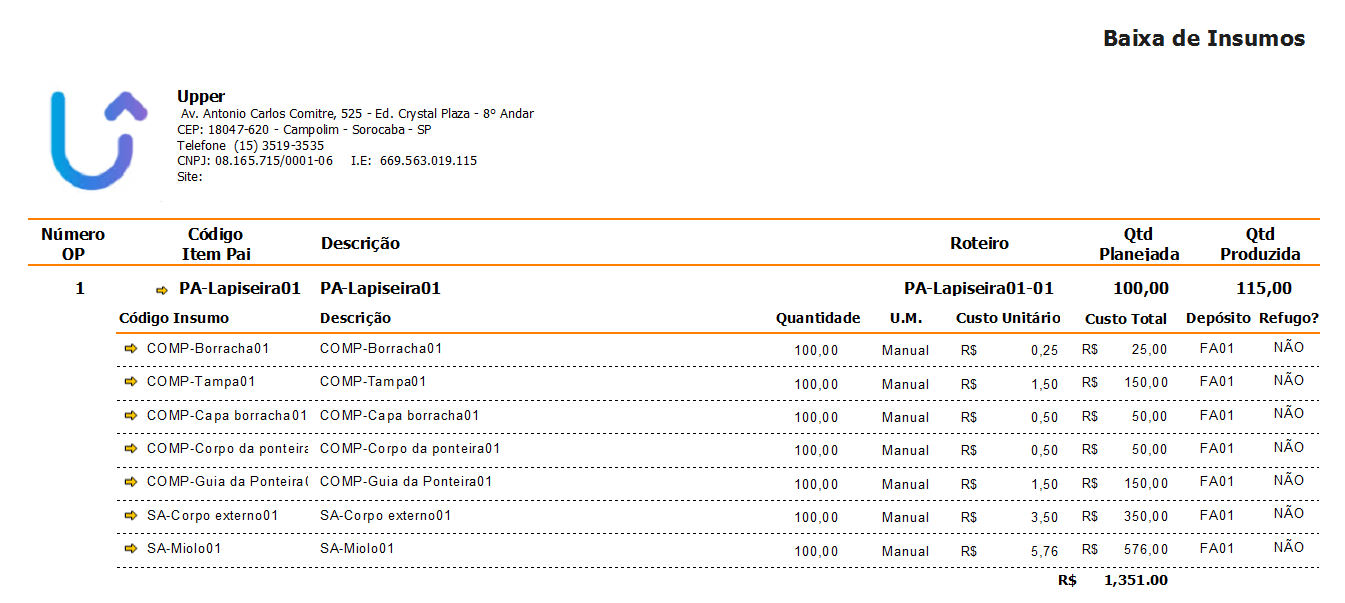 Baixa de Insumos
Upper
Av. Antonio Carlos Comitre, 525 - Ed. Crystal Plaza - 8º Andar
CEP: 18047-620 - Campolim - Sorocaba - SP
Telefone (15) 3519-3535
CNPJ: 08.165.715/0001-06 I.E: 669.563.019.115
Site:
Número OP Código Item Pai Descrição Roteiro Qtd Planejada Qtd Produzida
1 PA-Lapiseira01 PA-Lapiseira01 PA-Lapiseira01-01 100,00 115,00
Código Insumo Descrição Quantidade U.M. Custo Unitário Custo Total Depósito Refugo?
COMP-Borracha01 COMP-Borracha01 100,00 Manual R$ 0,25 R$ 25,00 FA01 NÃO
COMP-Tampa01 COMP-Tampa01 100,00 Manual R$ 1,50 R$ 150,00 FA01 NÃO
COMP-Capa borracha01 COMP-Capa borracha01 100,00 Manual R$ 0,50 R$ 50,00 FA01 NÃO
COMP-Corpo da ponteira COMP-Corpo da ponteira01 100,00 Manual R$ 0,50 R$ 50,00 FA01 NÃO
COMP-Guia da Ponteira0 COMP-Guia da Ponteira01 100,00 Manual R$ 1,50 R$ 150,00 FA01 NÃO
SA-Corpo externo01 SA-Corpo externo01 100,00 Manual R$ 3,50 R$ 350,00 FA01 NÃO
SA-Miolo01 SA-Miolo01 100,00 Manual R$ 5,76 R$ 576,00 FA01 NÃO
R$ 1,351.00